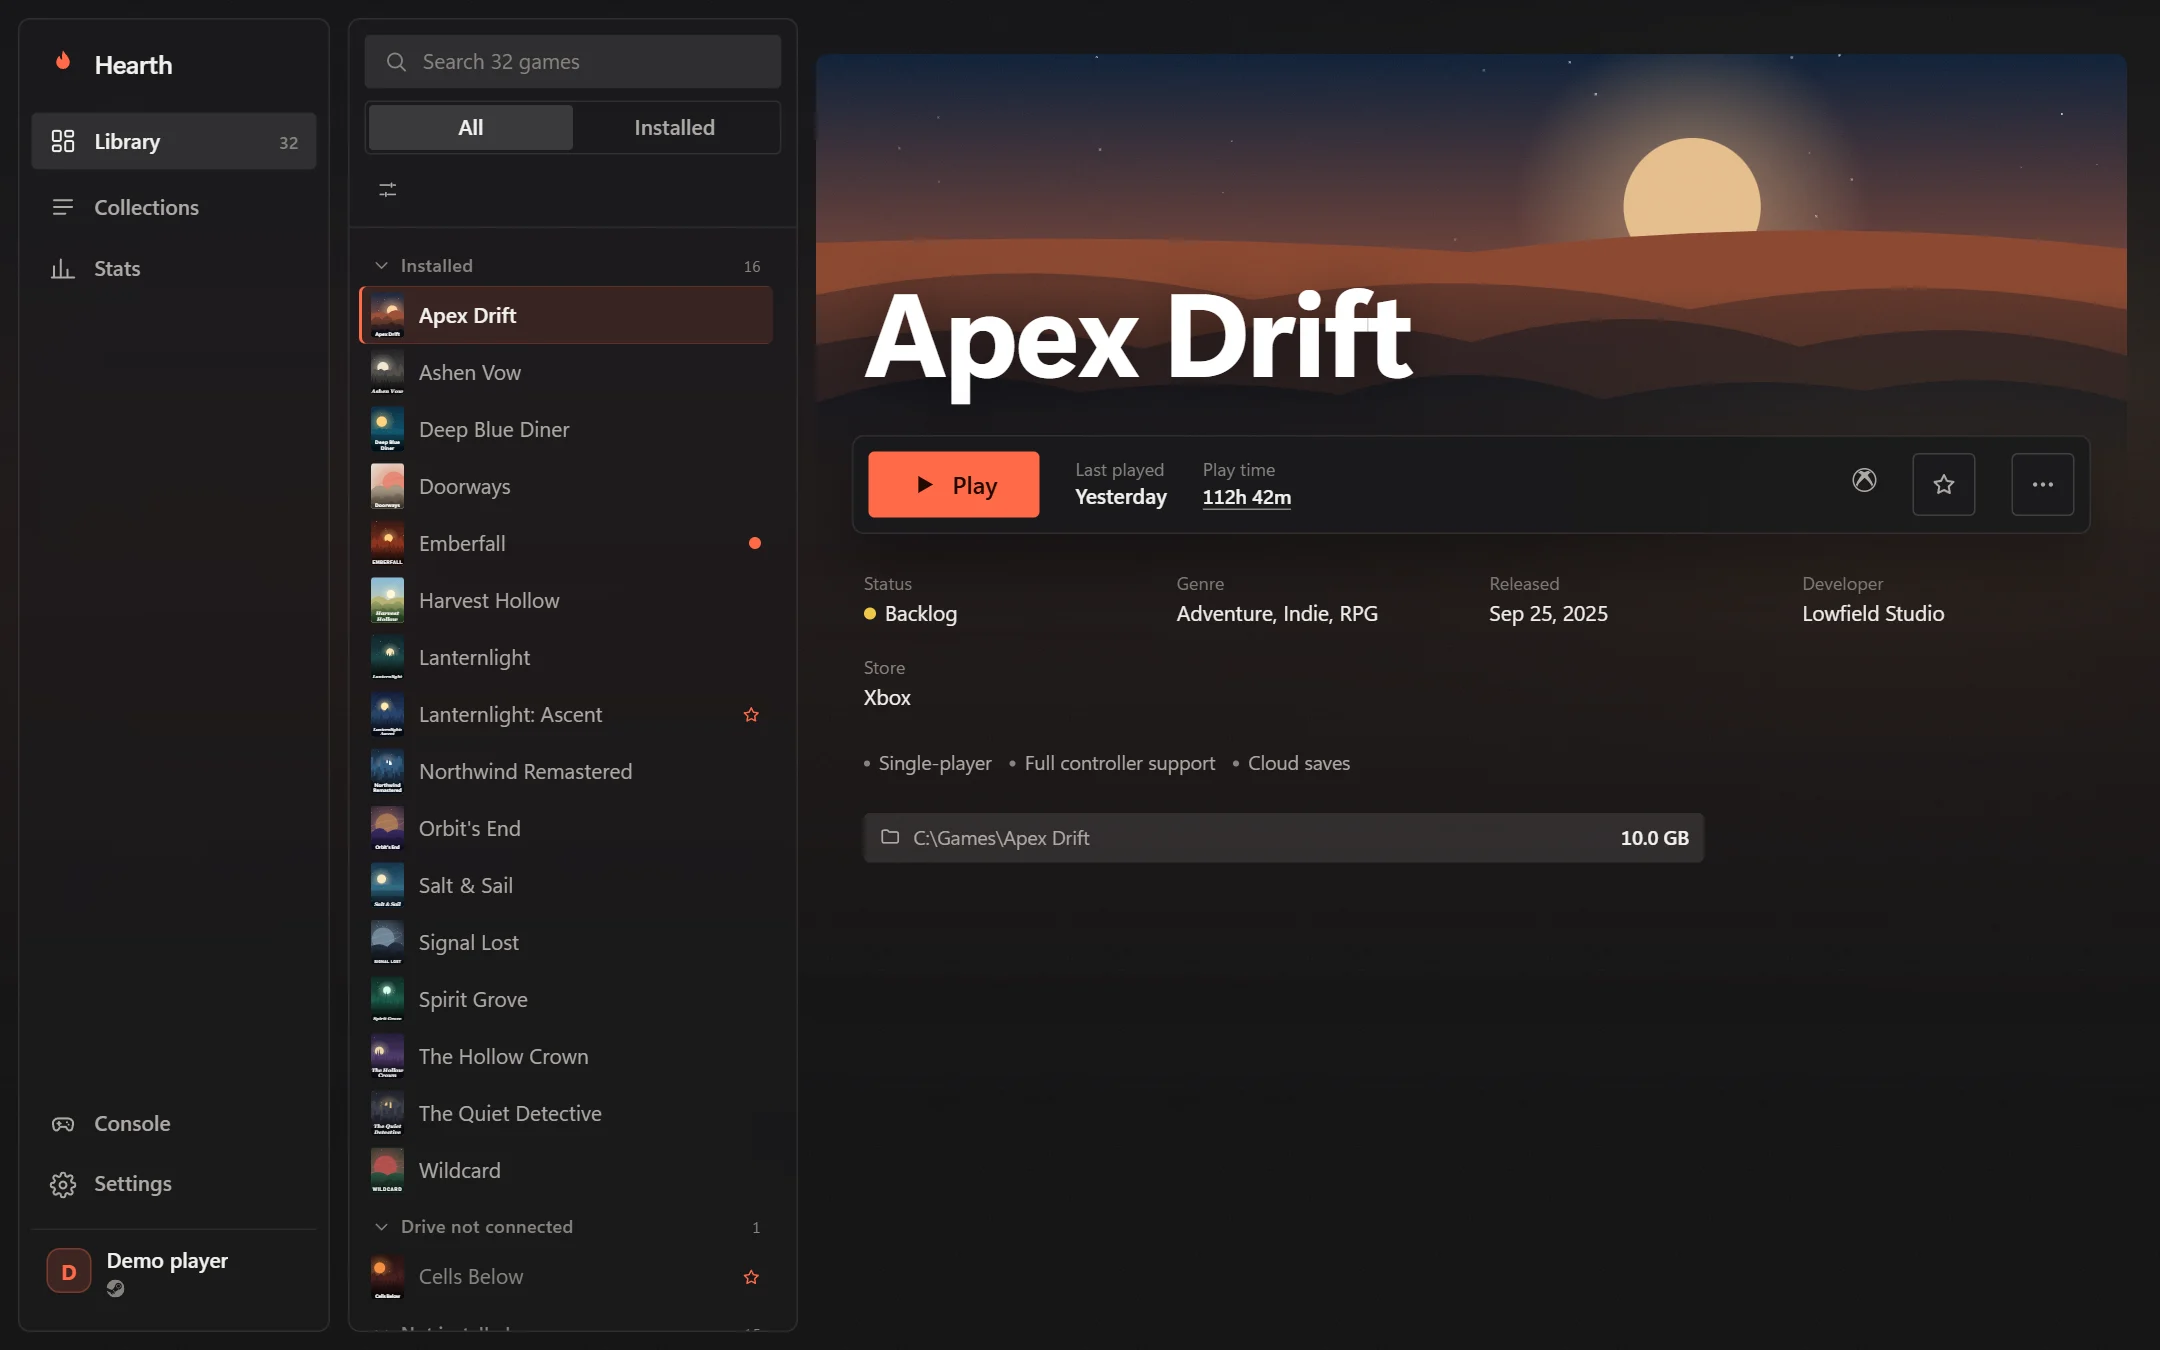 Hearth
Library 32
Collections
Stats
Console
Settings
D
Demo player
Search 32 games
All Installed
Installed 16
Apex Drift
Ashen Vow
Deep Blue Diner
Doorways
Emberfall
Harvest Hollow
Lanternlight
Lanternlight: Ascent
Northwind Remastered
Orbit's End
Salt & Sail
Signal Lost
Spirit Grove
The Hollow Crown
The Quiet Detective
Wildcard
Drive not connected 1
Cells Below
Apex Drift
Play
Last played
Yesterday
Play time
112h 42m
Status
Backlog
Genre
Adventure, Indie, RPG
Released
Sep 25, 2025
Developer
Lowfield Studio
Store
Xbox
• Single-player • Full controller support • Cloud saves
C:\Games\Apex Drift 10.0 GB